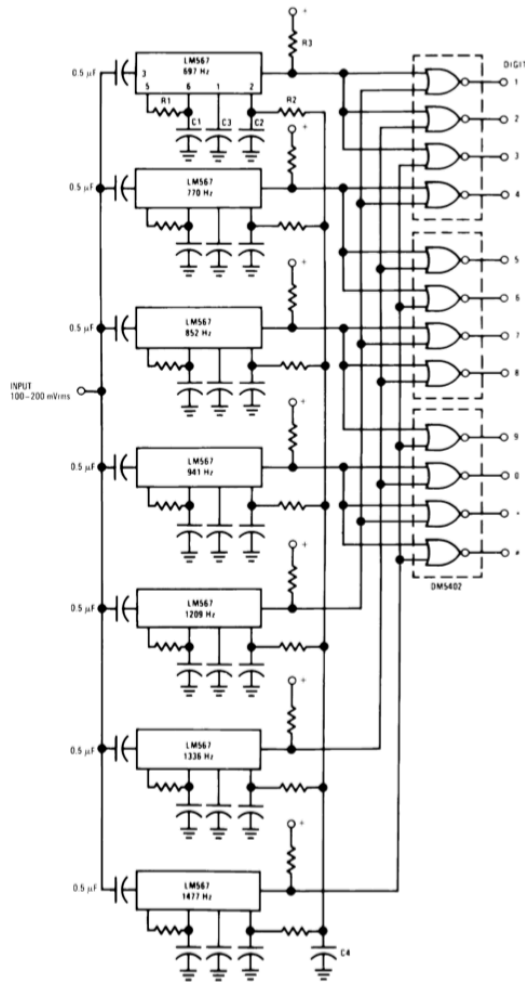 +
R3
DIGIT
0.5 μF
3
LM567
697 Hz
5 6 1 2
R1
R2
C1
C3
C2
1
2
3
4
+
0.5 μF
LM567
770 Hz
+
5
6
7
8
0.5 μF
LM567
852 Hz
INPUT
100–200 mVrms
+
9
0
*
#
DM5402
0.5 μF
LM567
941 Hz
+
0.5 μF
LM567
1209 Hz
+
0.5 μF
LM567
1336 Hz
+
0.5 μF
LM567
1477 Hz
C4